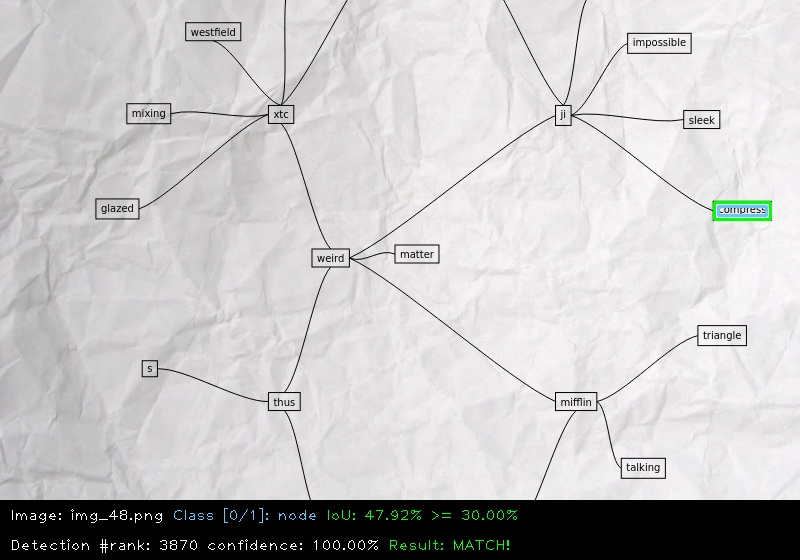 westfield
impossible
mixing
xtc
ji
sleek
glazed
compress
weird
matter
triangle
s
thus
mifflin
talking
Image: img_48.png Class [0/1]: node IoU: 47.92% >= 30.00%
Detection #rank: 3870 confidence: 100.00% Result: MATCH!